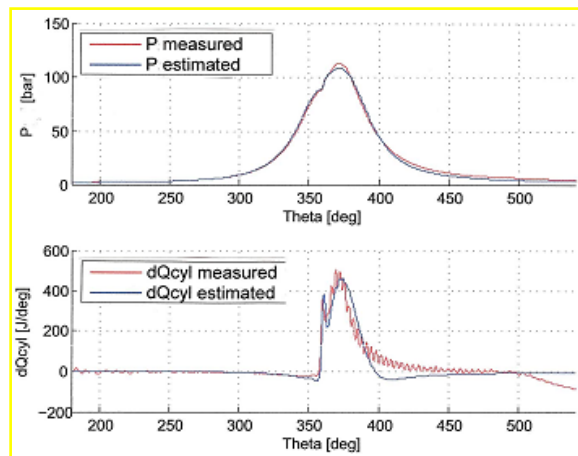 150
P measured
P estimated
100
P [bar]
50
0
200
250
300
350
400
450
500
Theta [deg]
600
dQcyl measured
dQcyl estimated
400
dQcyl [J/deg]
200
0
−200
200
250
300
350
400
450
500
Theta [deg]